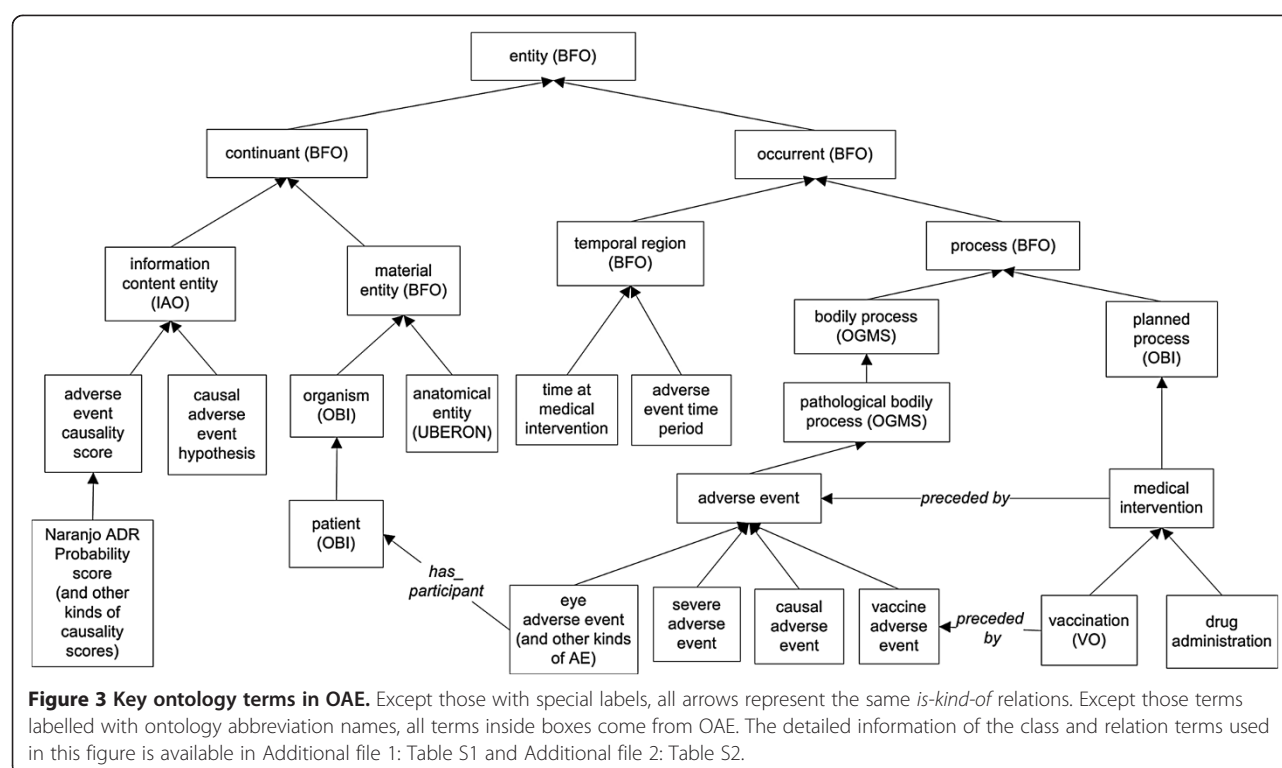 entity (BFO)
continuant (BFO)
occurrent (BFO)
information
content entity
(IAO)
material
entity (BFO)
temporal region
(BFO)
process (BFO)
bodily process
(OGMS)
planned
process
(OBI)
adverse
event
causality
score
causal
adverse
event
hypothesis
organism
(OBI)
anatomical
entity
(UBERON)
time at
medical
intervention
adverse
event time
period
pathological bodily
process (OGMS)
adverse event
preceded by
medical
intervention
Naranjo ADR
Probability
score
(and other
kinds of
causality
scores)
patient
(OBI)
has_
participant
eye
adverse event
(and other kinds
of AE)
severe
adverse
event
causal
adverse
event
vaccine
adverse
event
preceded
by
vaccination
(VO)
drug
administration
Figure 3 Key ontology terms in OAE. Except those with special labels, all arrows represent the same is-kind-of relations. Except those terms
labelled with ontology abbreviation names, all terms inside boxes come from OAE. The detailed information of the class and relation terms used
in this figure is available in Additional file 1: Table S1 and Additional file 2: Table S2.